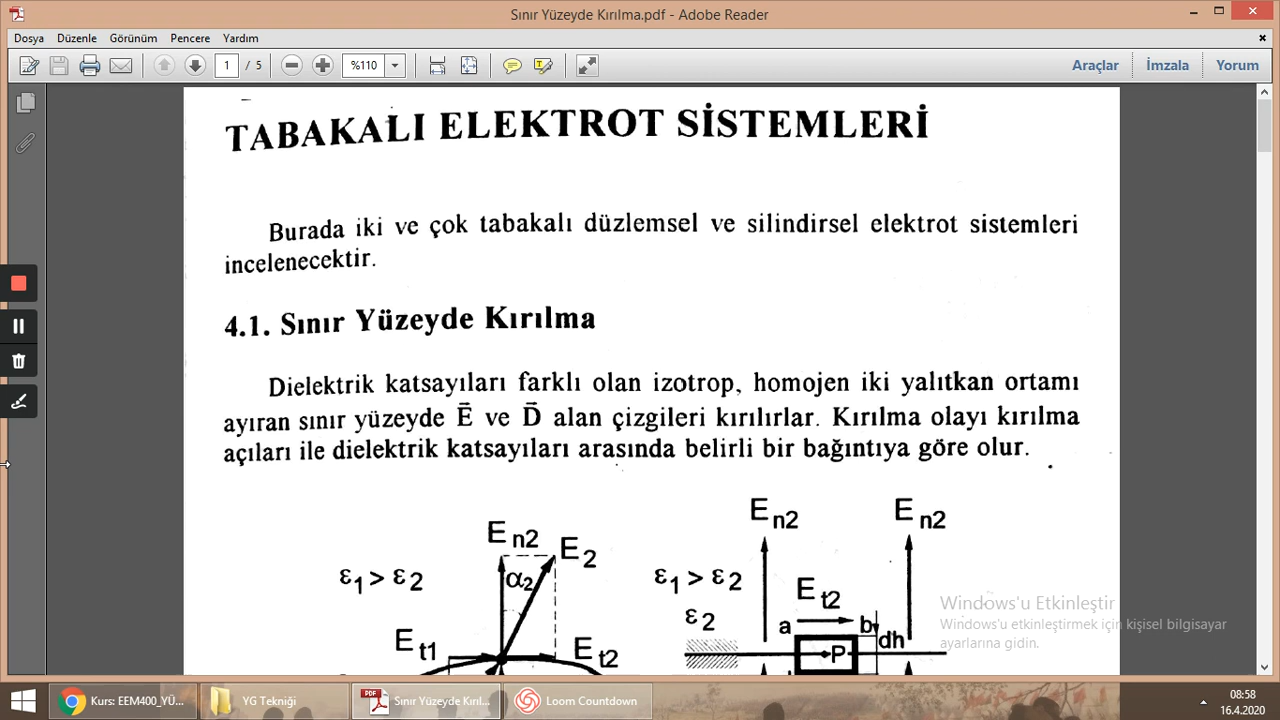 Sınır Yüzeyde Kırılma.pdf - Adobe Reader
Dosya Düzenle Görünüm Pencere Yardım
1 / 5 %110 Araçlar İmzala Yorum
TABAKALI ELEKTROT SİSTEMLERİ
Burada iki ve çok tabakalı düzlemsel ve silindirsel elektrot sistemleri
incelenecektir.
4.1. Sınır Yüzeyde Kırılma
Dielektrik katsayıları farklı olan izotrop, homojen iki yalıtkan ortamı
ayıran sınır yüzeyde E⃗ ve D⃗ alan çizgileri kırılırlar. Kırılma olayı kırılma
açıları ile dielektrik katsayıları arasında belirli bir bağıntıya göre olur.
En2 En2
En2 E2
ε1 > ε2 α2 ε1 > ε2
Et2
ε2
a b
dh
Et1 Et2
P
Windows'u Etkinleştir
Windows'u etkinleştirmek için kişisel bilgisayar
ayarlarına gidin.
Kurs: EEM400_YÜ... YG Tekniği Sınır Yüzeyde Kırıl... Loom Countdown
08:58
16.4.2020